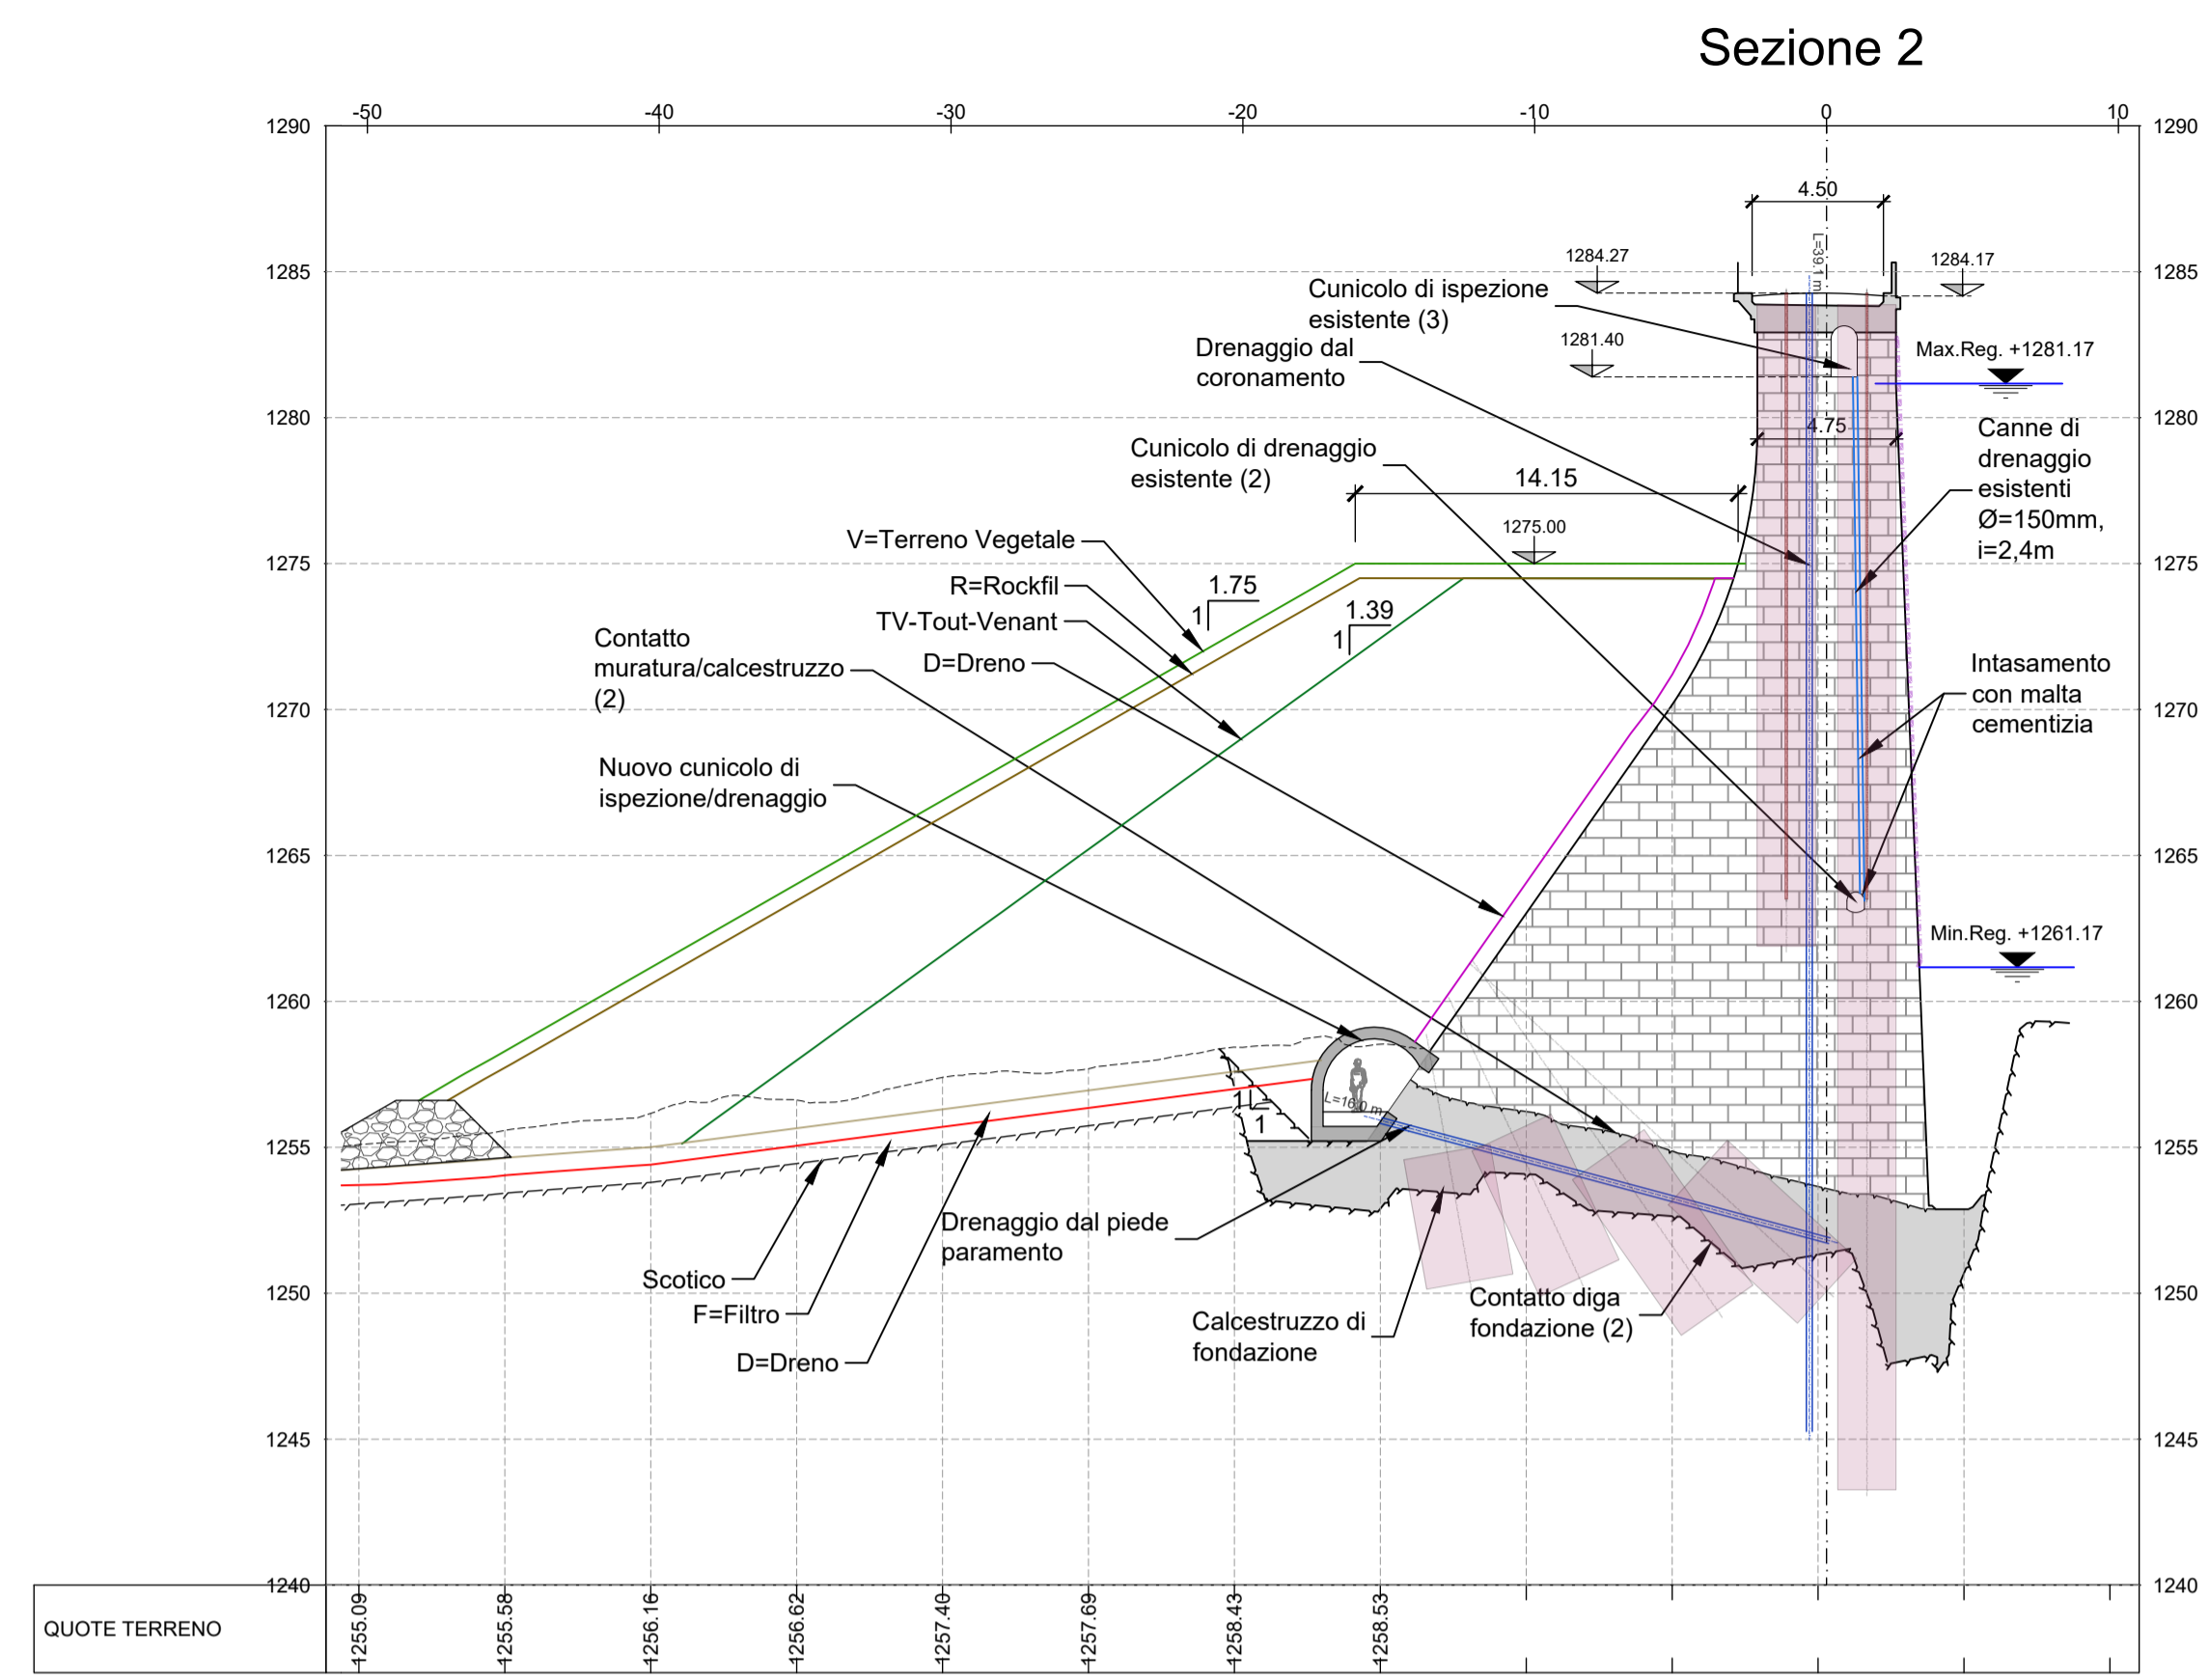 Sezione 2
-50
-40
-30
-20
-10
0
10
1290
1290
4.50
L=39.1 m
1284.27
1284.17
1285
1285
Cunicolo di ispezione
esistente (3)
1281.40
Drenaggio dal
coronamento
Max.Reg. +1281.17
1280
1280
4.75
Canne di
drenaggio
esistenti
Ø=150mm,
i=2,4m
Cunicolo di drenaggio
esistente (2)
14.15
1275.00
V=Terreno Vegetale
1275
1275
R=Rockfil
1.75
1
TV-Tout-Venant
1.39
1
Contatto
muratura/calcestruzzo
(2)
D=Dreno
Intasamento
con malta
cementizia
1270
1270
Nuovo cunicolo di
ispezione/drenaggio
1265
1265
Min.Reg. +1261.17
1260
1260
L=16.0 m
1
1
1255
1255
Drenaggio dal piede
paramento
Scotico
F=Filtro
D=Dreno
1250
1250
Calcestruzzo di
fondazione
Contatto diga
fondazione (2)
1245
1245
1240
1240
QUOTE TERRENO
1255.09
1255.58
1256.16
1256.62
1257.40
1257.69
1258.43
1258.53